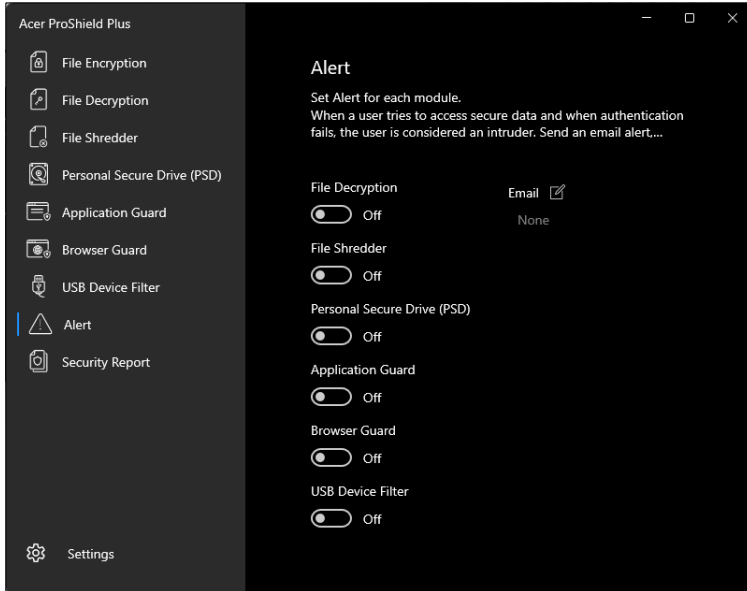 Acer ProShield Plus
File Encryption
File Decryption
File Shredder
Personal Secure Drive (PSD)
Application Guard
Browser Guard
USB Device Filter
Alert
Security Report
Settings
Alert
Set Alert for each module.
When a user tries to access secure data and when authentication
fails, the user is considered an intruder. Send an email alert,...
File Decryption
Off
File Shredder
Off
Personal Secure Drive (PSD)
Off
Application Guard
Off
Browser Guard
Off
USB Device Filter
Off
Email
None